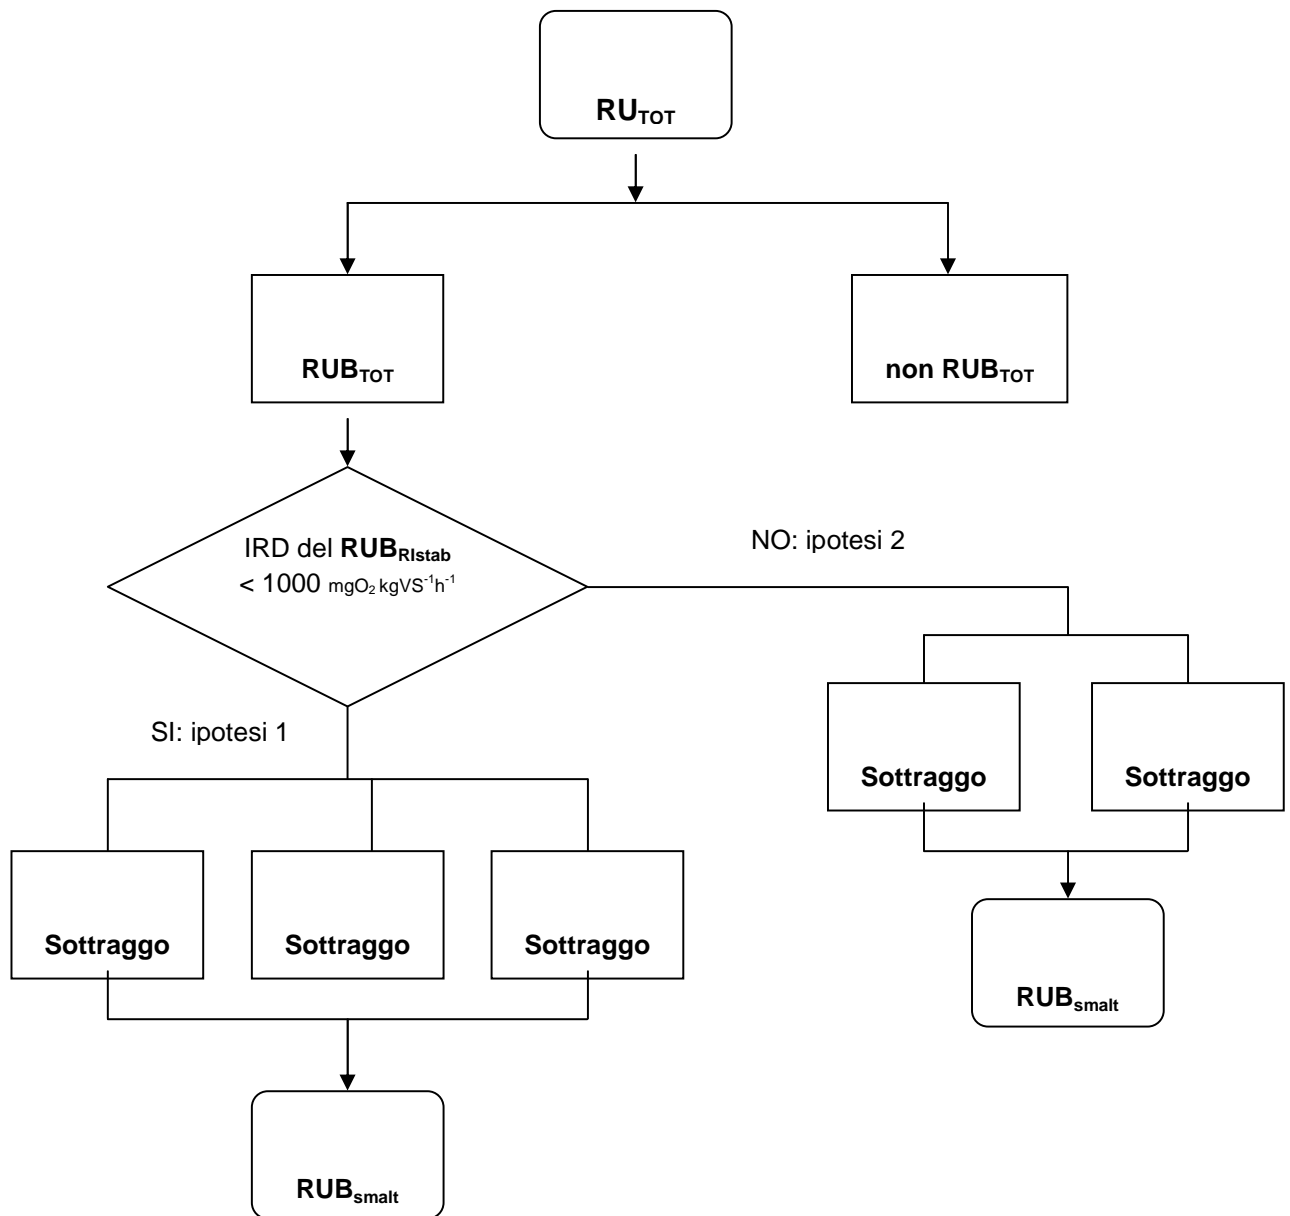 RU_TOT
RUB_TOT
non RUB_TOT
IRD del RUB_RIstab
< 1000 mgO₂ kgVS⁻¹h⁻¹
NO: ipotesi 2
SI: ipotesi 1
Sottraggo
Sottraggo
Sottraggo
Sottraggo
Sottraggo
RUB_smalt
RUB_smalt